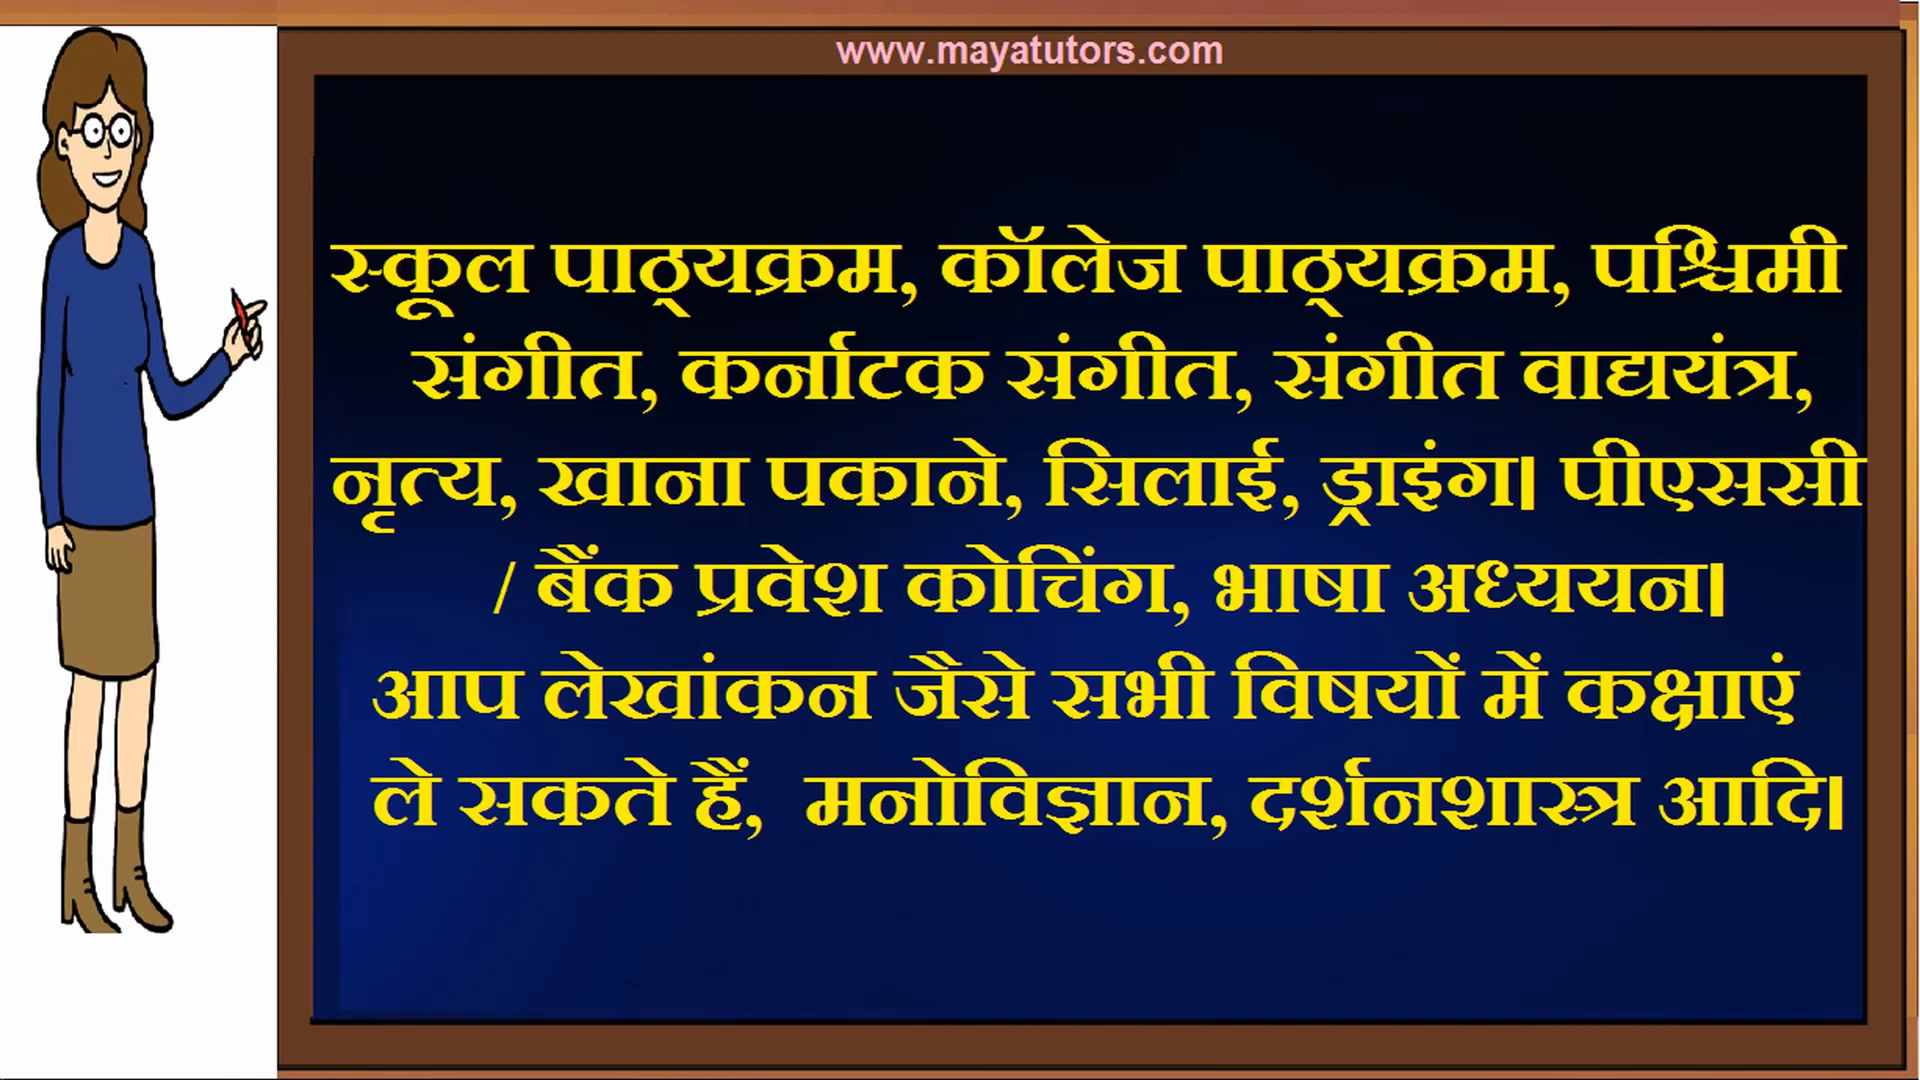 www.mayatutors.com
स्कूल पाठ्यक्रम, कॉलेज पाठ्यक्रम, पश्चिमी
संगीत, कर्नाटक संगीत, संगीत वाद्ययंत्र,
नृत्य, खाना पकाने, सिलाई, ड्राइंग। पीएससी
/ बैंक प्रवेश कोचिंग, भाषा अध्ययन।
आप लेखांकन जैसे सभी विषयों में कक्षाएं
ले सकते हैं, मनोविज्ञान, दर्शनशास्त्र आदि।